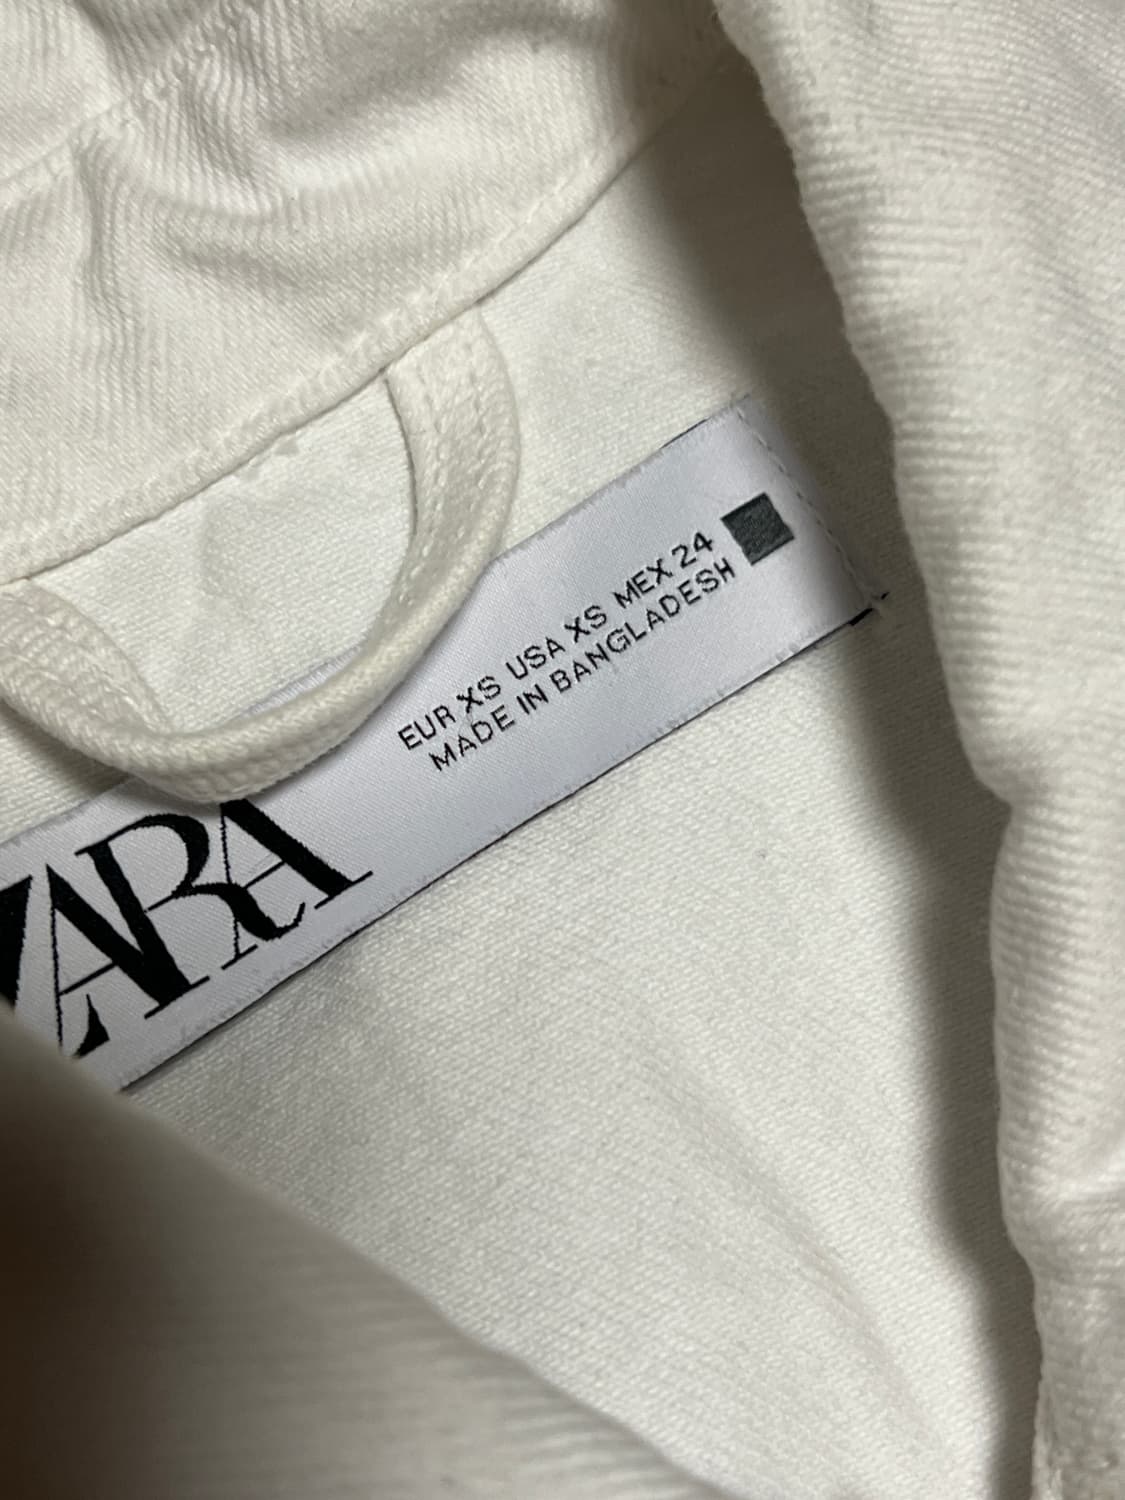 ZARA
EUR XS USA XS MEX 24
MADE IN BANGLADESH